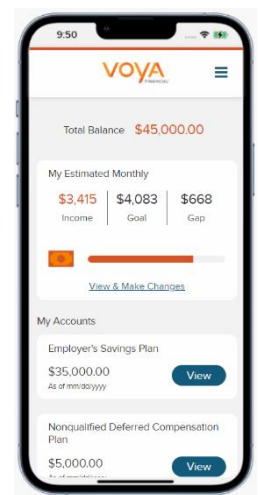 9:50
VOYA
FINANCIAL
Total Balance $45,000.00
My Estimated Monthly
$3,415 $4,083 $668
Income Goal Gap
View & Make Changes
My Accounts
Employer's Savings Plan
$35,000.00
View
As of mm/dd/yyyy
Nonqualified Deferred Compensation
Plan
$5,000.00
View